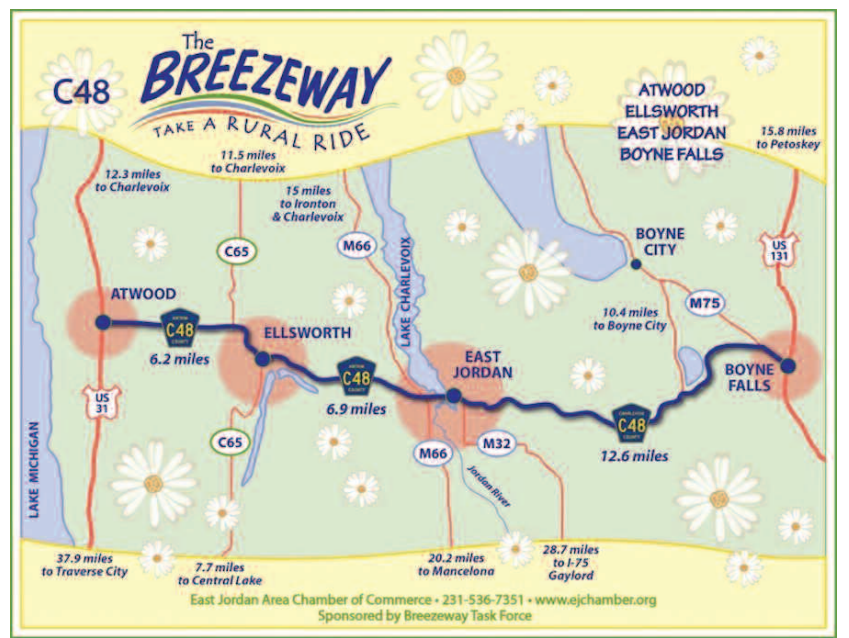 The
BREEZEWAY
C48
TAKE A RURAL RIDE
ATWOOD
ELLSWORTH
EAST JORDAN
BOYNE FALLS
15.8 miles
to Petoskey
12.3 miles
to Charlevoix
11.5 miles
to Charlevoix
15 miles
to Ironton
& Charlevoix
C65
M66
LAKE CHARLEVOIX
BOYNE
CITY
US
131
M75
10.4 miles
to Boyne City
ATWOOD
C48
COUNTY
6.2 miles
ELLSWORTH
C48
COUNTY
6.9 miles
EAST
JORDAN
BOYNE
FALLS
US
31
C65
M66
M32
C48
COUNTY
12.6 miles
LAKE MICHIGAN
Jordan River
37.9 miles
to Traverse City
7.7 miles
to Central Lake
20.2 miles
to Mancelona
28.7 miles
to I-75
Gaylord
East Jordan Area Chamber of Commerce • 231-536-7351 • www.ejchamber.org
Sponsored by Breezeway Task Force